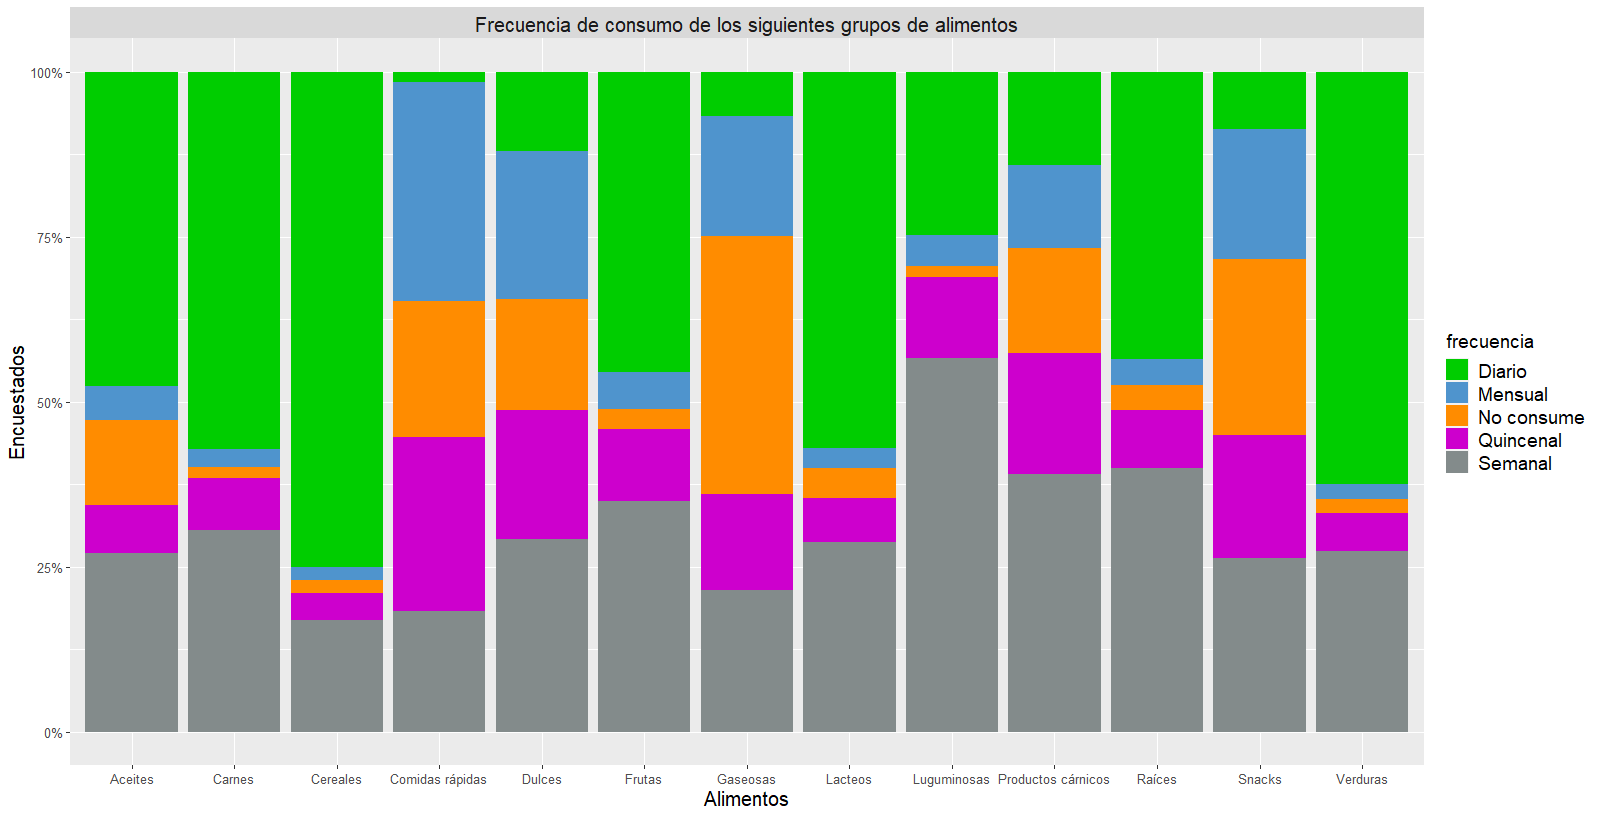 Frecuencia de consumo de los siguientes grupos de alimentos
100%
75%
50%
25%
0%
Encuestados
Aceites
Carnes
Cereales
Comidas rápidas
Dulces
Frutas
Gaseosas
Lacteos
Luguminosas
Productos cárnicos
Raíces
Snacks
Verduras
Alimentos
frecuencia
Diario
Mensual
No consume
Quincenal
Semanal